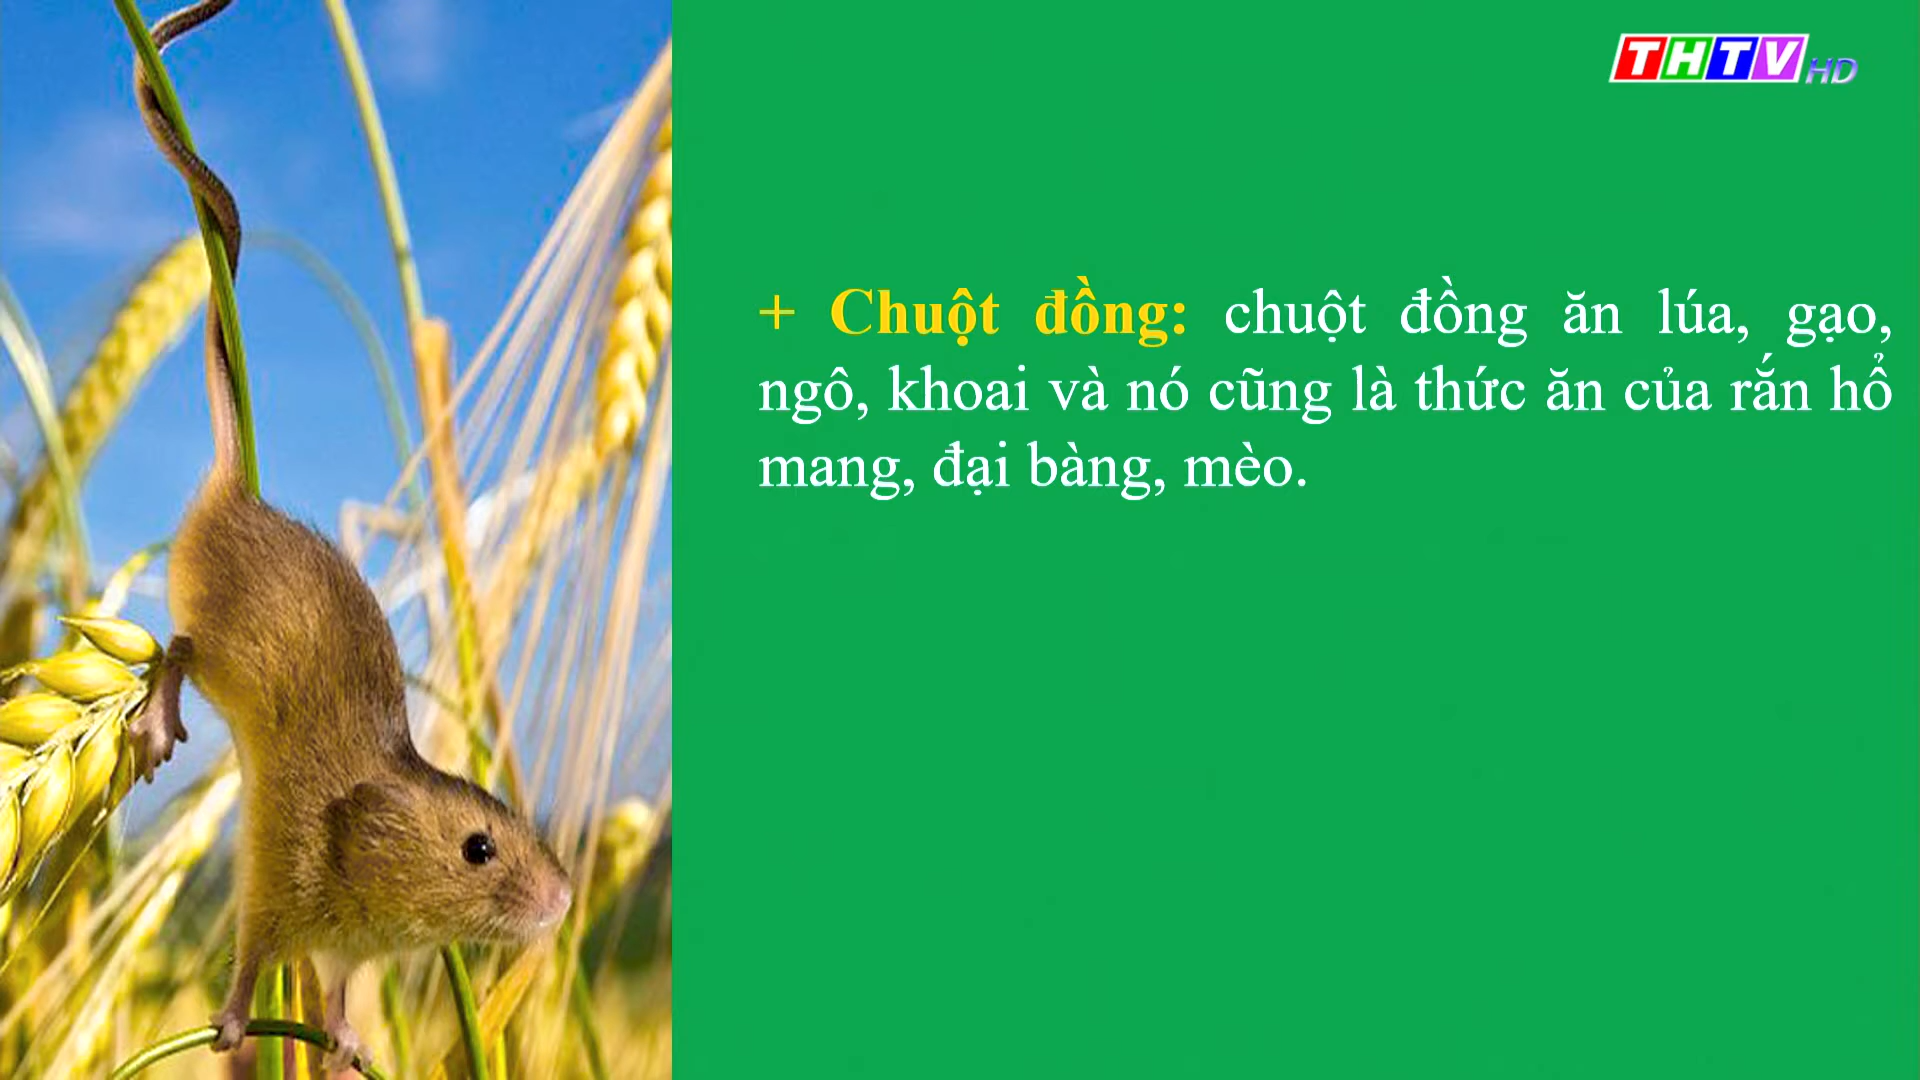 THTV HD
+ Chuột đồng: chuột đồng ăn lúa, gạo,
ngô, khoai và nó cũng là thức ăn của rắn hổ
mang, đại bàng, mèo.